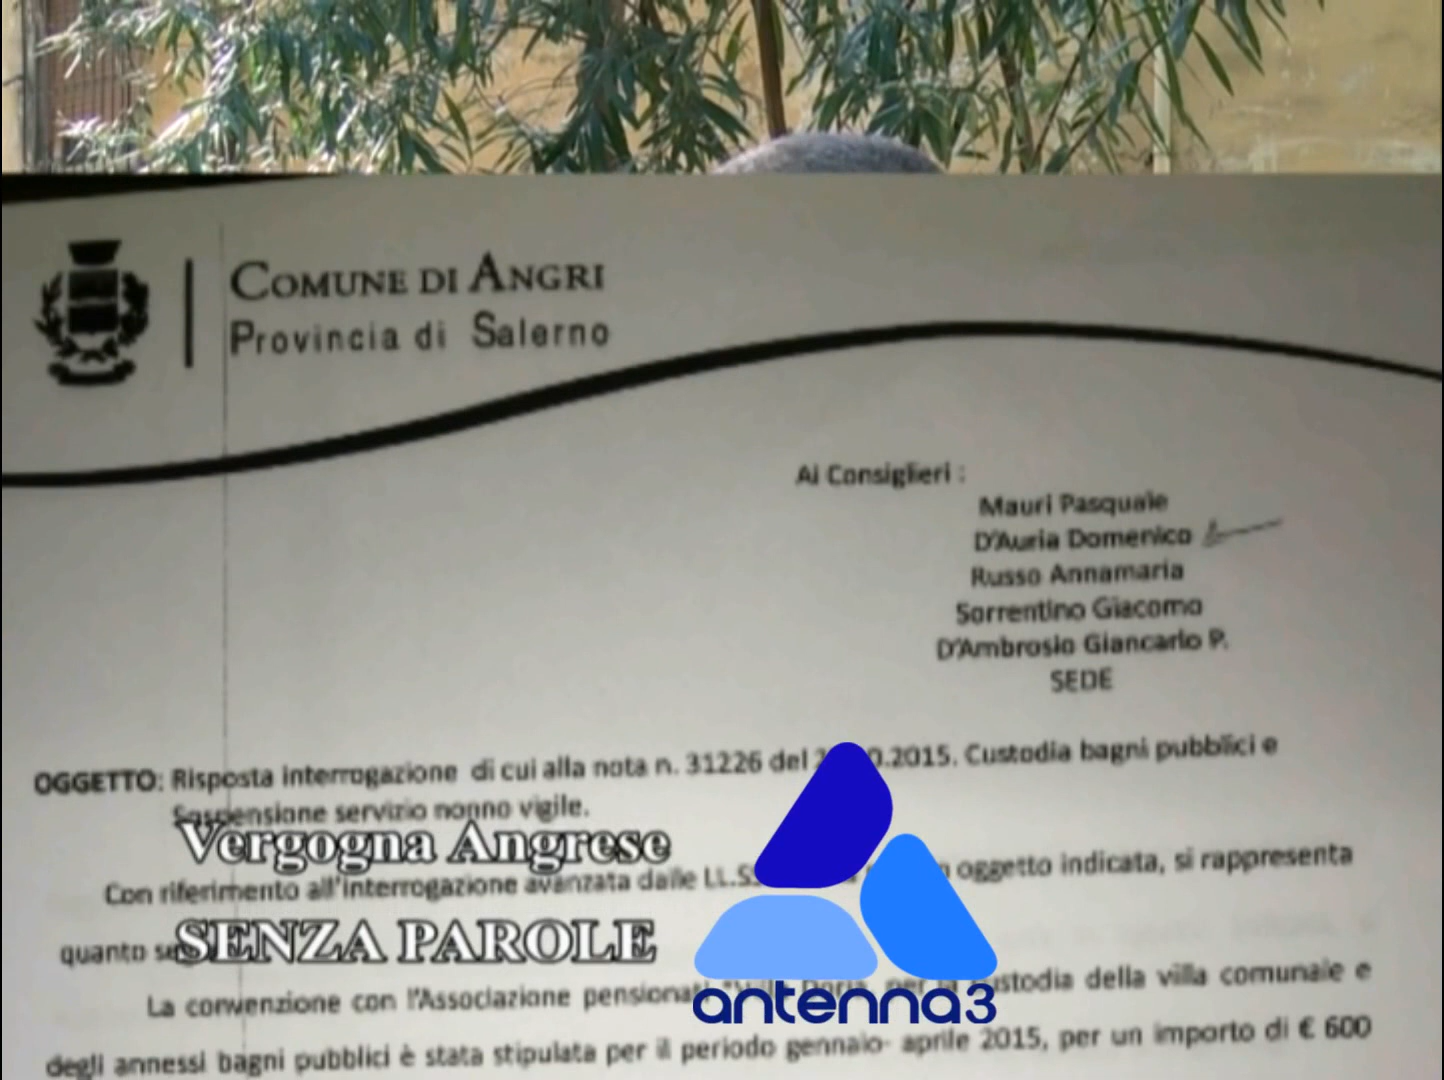 COMUNE DI ANGRI
Provincia di Salerno
Ai Consiglieri :
Mauri Pasquale
D'Auria Domenico
Russo Annamaria
Sorrentino Giacomo
D'Ambrosio Giancarlo P.
SEDE
OGGETTO: Risposta interrogazione di cui alla nota n. 31226 del 0.2015. Custodia bagni pubblici e
Sospensione servizio nonno vigile.
Vergogna Angrese
Con riferimento all'interrogazione avanzata dalle LL.SS oggetto indicata, si rappresenta
SENZA PAROLE
quanto
La convenzione con l'Associazione pensionati per la custodia della villa comunale e
antenna3
degli annessi bagni pubblici è stata stipulata per il periodo gennaio- aprile 2015, per un importo di € 600